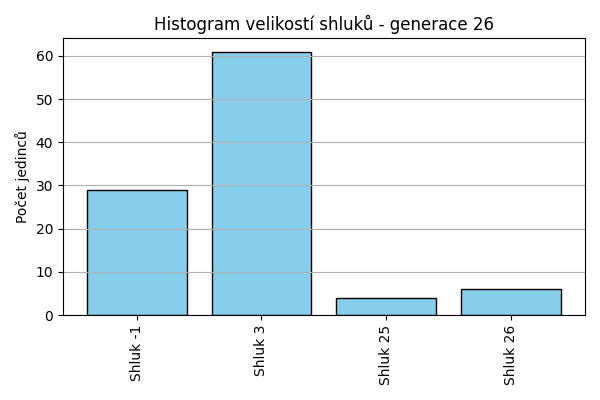 Histogram velikostí shluků - generace 26
Počet jedinců
60
50
40
30
20
10
0
Shluk -1
Shluk 3
Shluk 25
Shluk 26